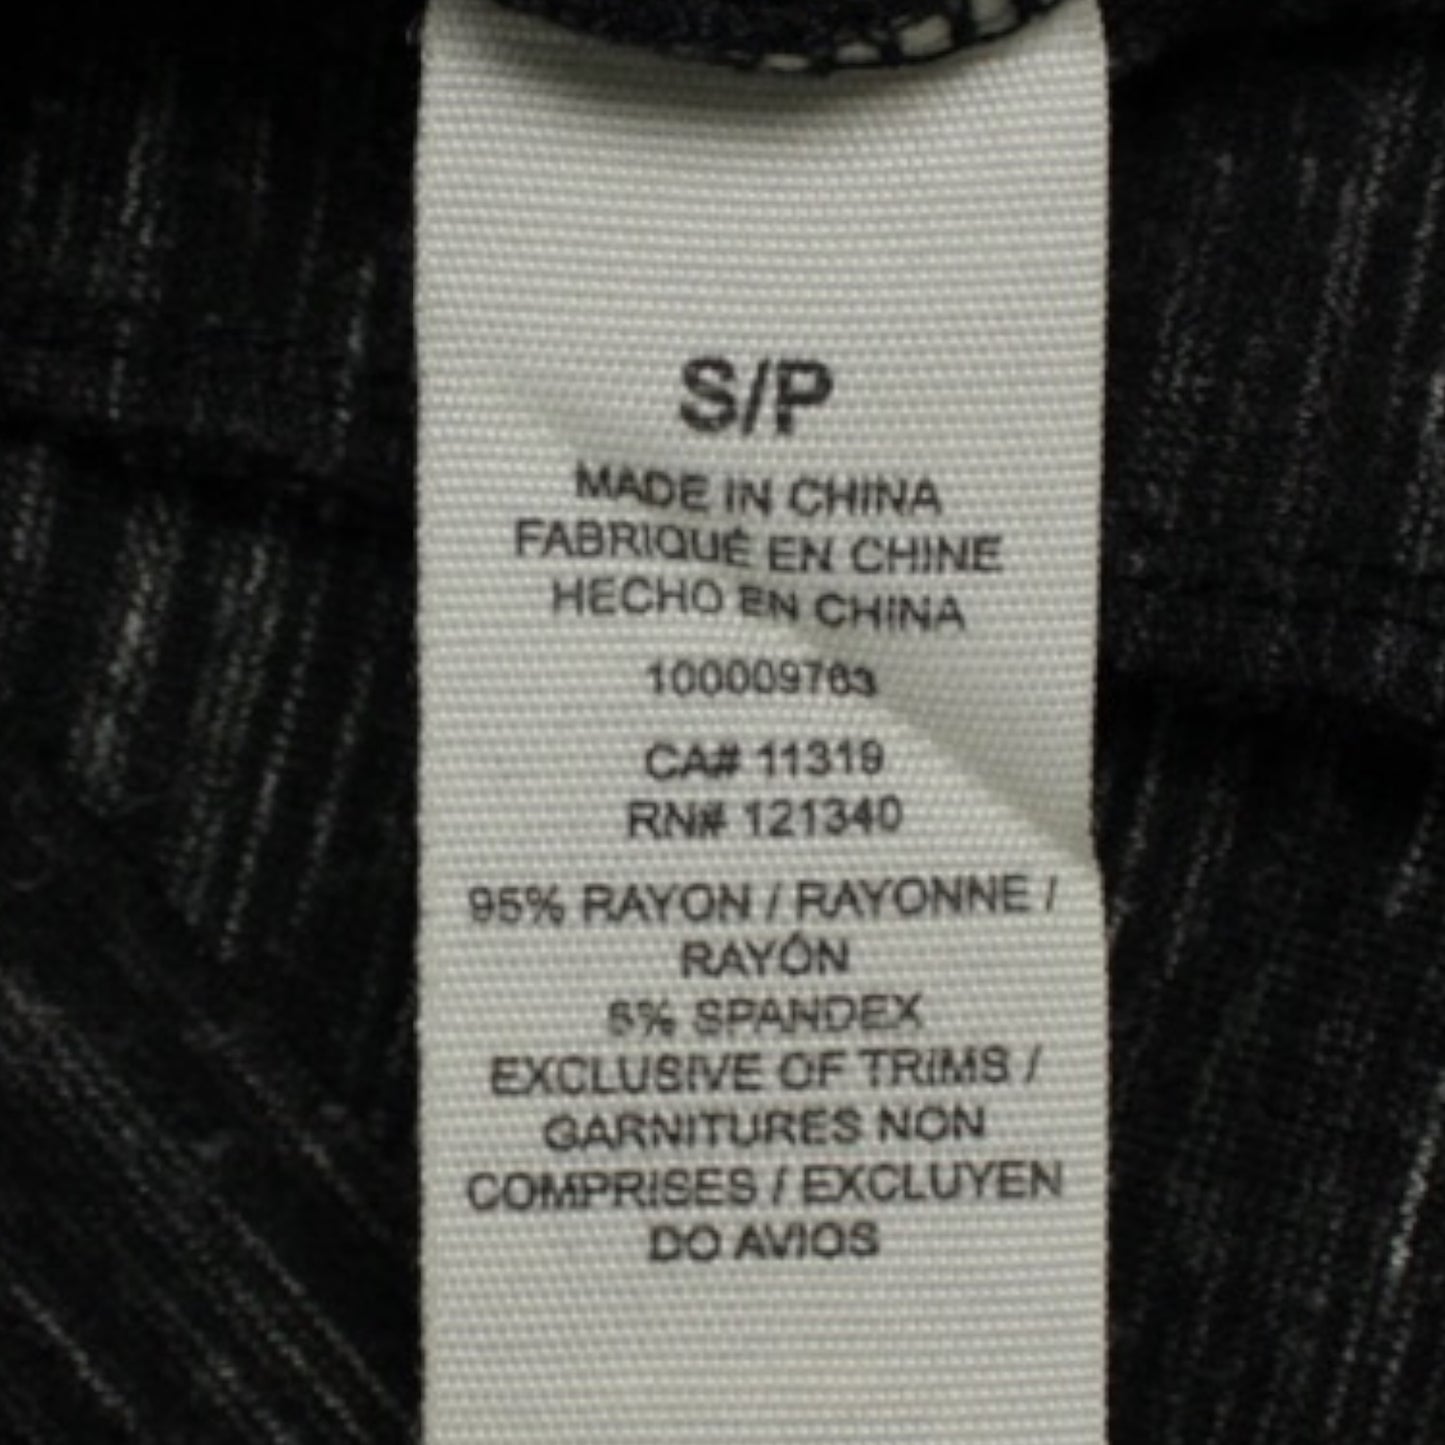 S/P
MADE IN CHINA
FABRIQUÉ EN CHINE
HECHO EN CHINA
100009763
CA# 11319
RN# 121340
95% RAYON / RAYONNE /
RAYÓN
5% SPANDEX
EXCLUSIVE OF TRIMS /
GARNITURES NON
COMPRISES / EXCLUYEN
DO AVIOS